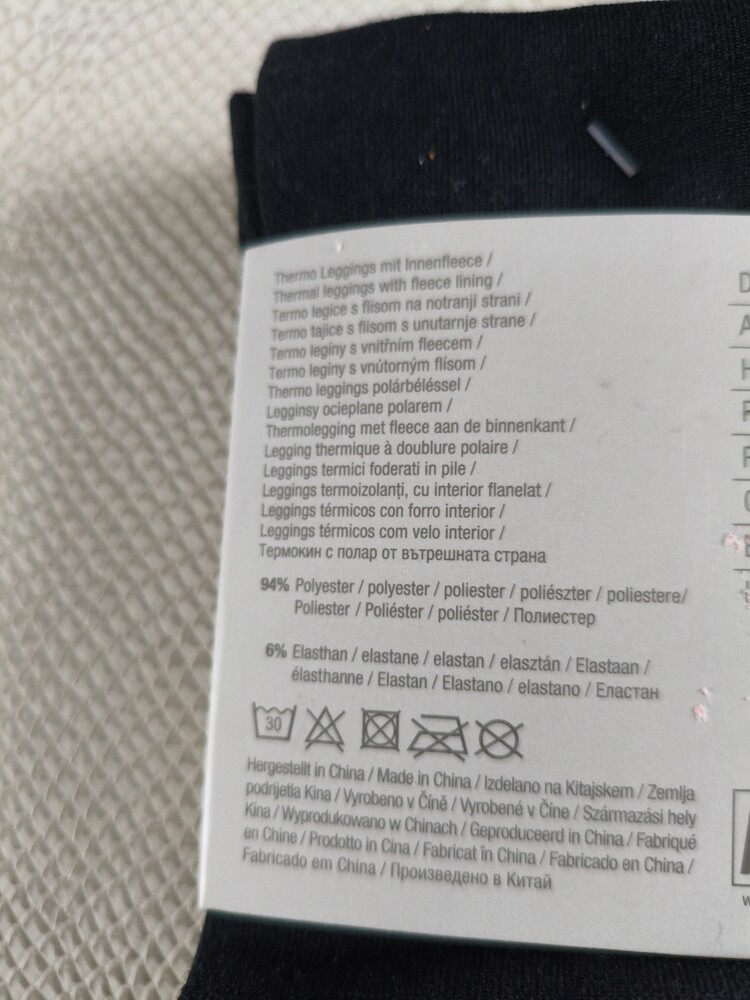 Thermo Leggings mit Innenfleece /
Thermal leggings with fleece lining /
Termo legice s flisom na notranji strani /
Termo tajice s flisom s unutarnje strane /
Termo legíny s vnitřním fleecem /
Termo legíny s vnútorným flísom /
Thermo leggings polárbéléssel /
Legginsy ocieplane polarem /
Thermolegging met fleece aan de binnenkant /
Legging thermique à doublure polaire /
Leggings termici foderati in pile /
Leggings termoizolanți, cu interior flanelat /
Leggings térmicos con forro interior /
Leggings térmicos com velo interior /
Термокин с полар от вътрешната страна
94% Polyester / polyester / poliester / poliészter / poliestere/
Poliester / Poliéster / poliéster / Полиестер
6% Elasthan / elastane / elastan / elasztán / Elastaan /
élasthanne / Elastan / Elastano / elastano / Еластан
30
Hergestellt in China / Made in China / Izdelano na Kitajskem / Zemlja
podrijetla Kina / Vyrobeno v Číně / Vyrobené v Číne / Származási hely
Kína / Wyprodukowano w Chinach / Geproduceerd in China / Fabriqué
en Chine / Prodotto in Cina / Fabricat în China / Fabricado en China /
Fabricado em China / Произведено в Китай